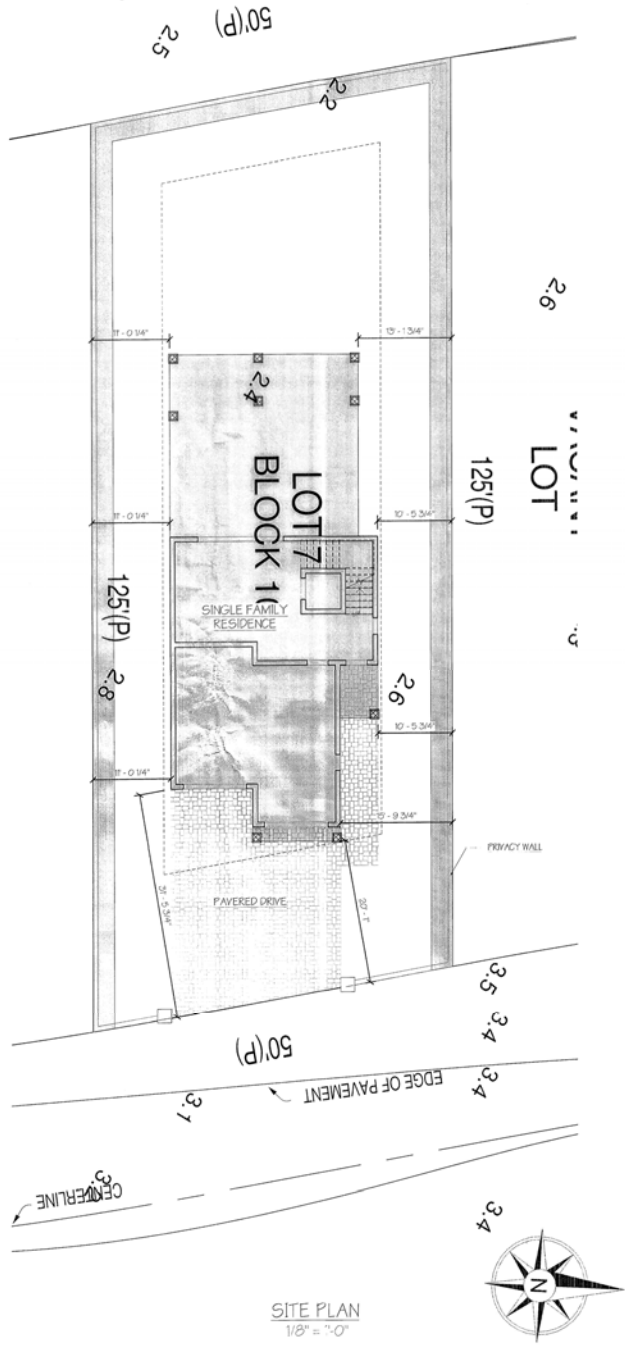 50'(P)
2.5
2.2
2.6
11' - 0 1/4"
13' - 1 3/4"
2.4
LOT
125'(P)
LOT 7
BLOCK 1(
11' - 0 1/4"
10' - 5 3/4"
SINGLE FAMILY
RESIDENCE
125'(P)
2.8
2.6
10' - 5 3/4"
11' - 0 1/4"
15' - 9 3/4"
PRIVACY WALL
31' - 5 3/4"
PAVERED DRIVE
20' - 1"
3.5
3.4
50'(P)
EDGE OF PAVEMENT
3.4
3.1
CENTERLINE
3.4
N
SITE PLAN
1/8" = 1'-0"